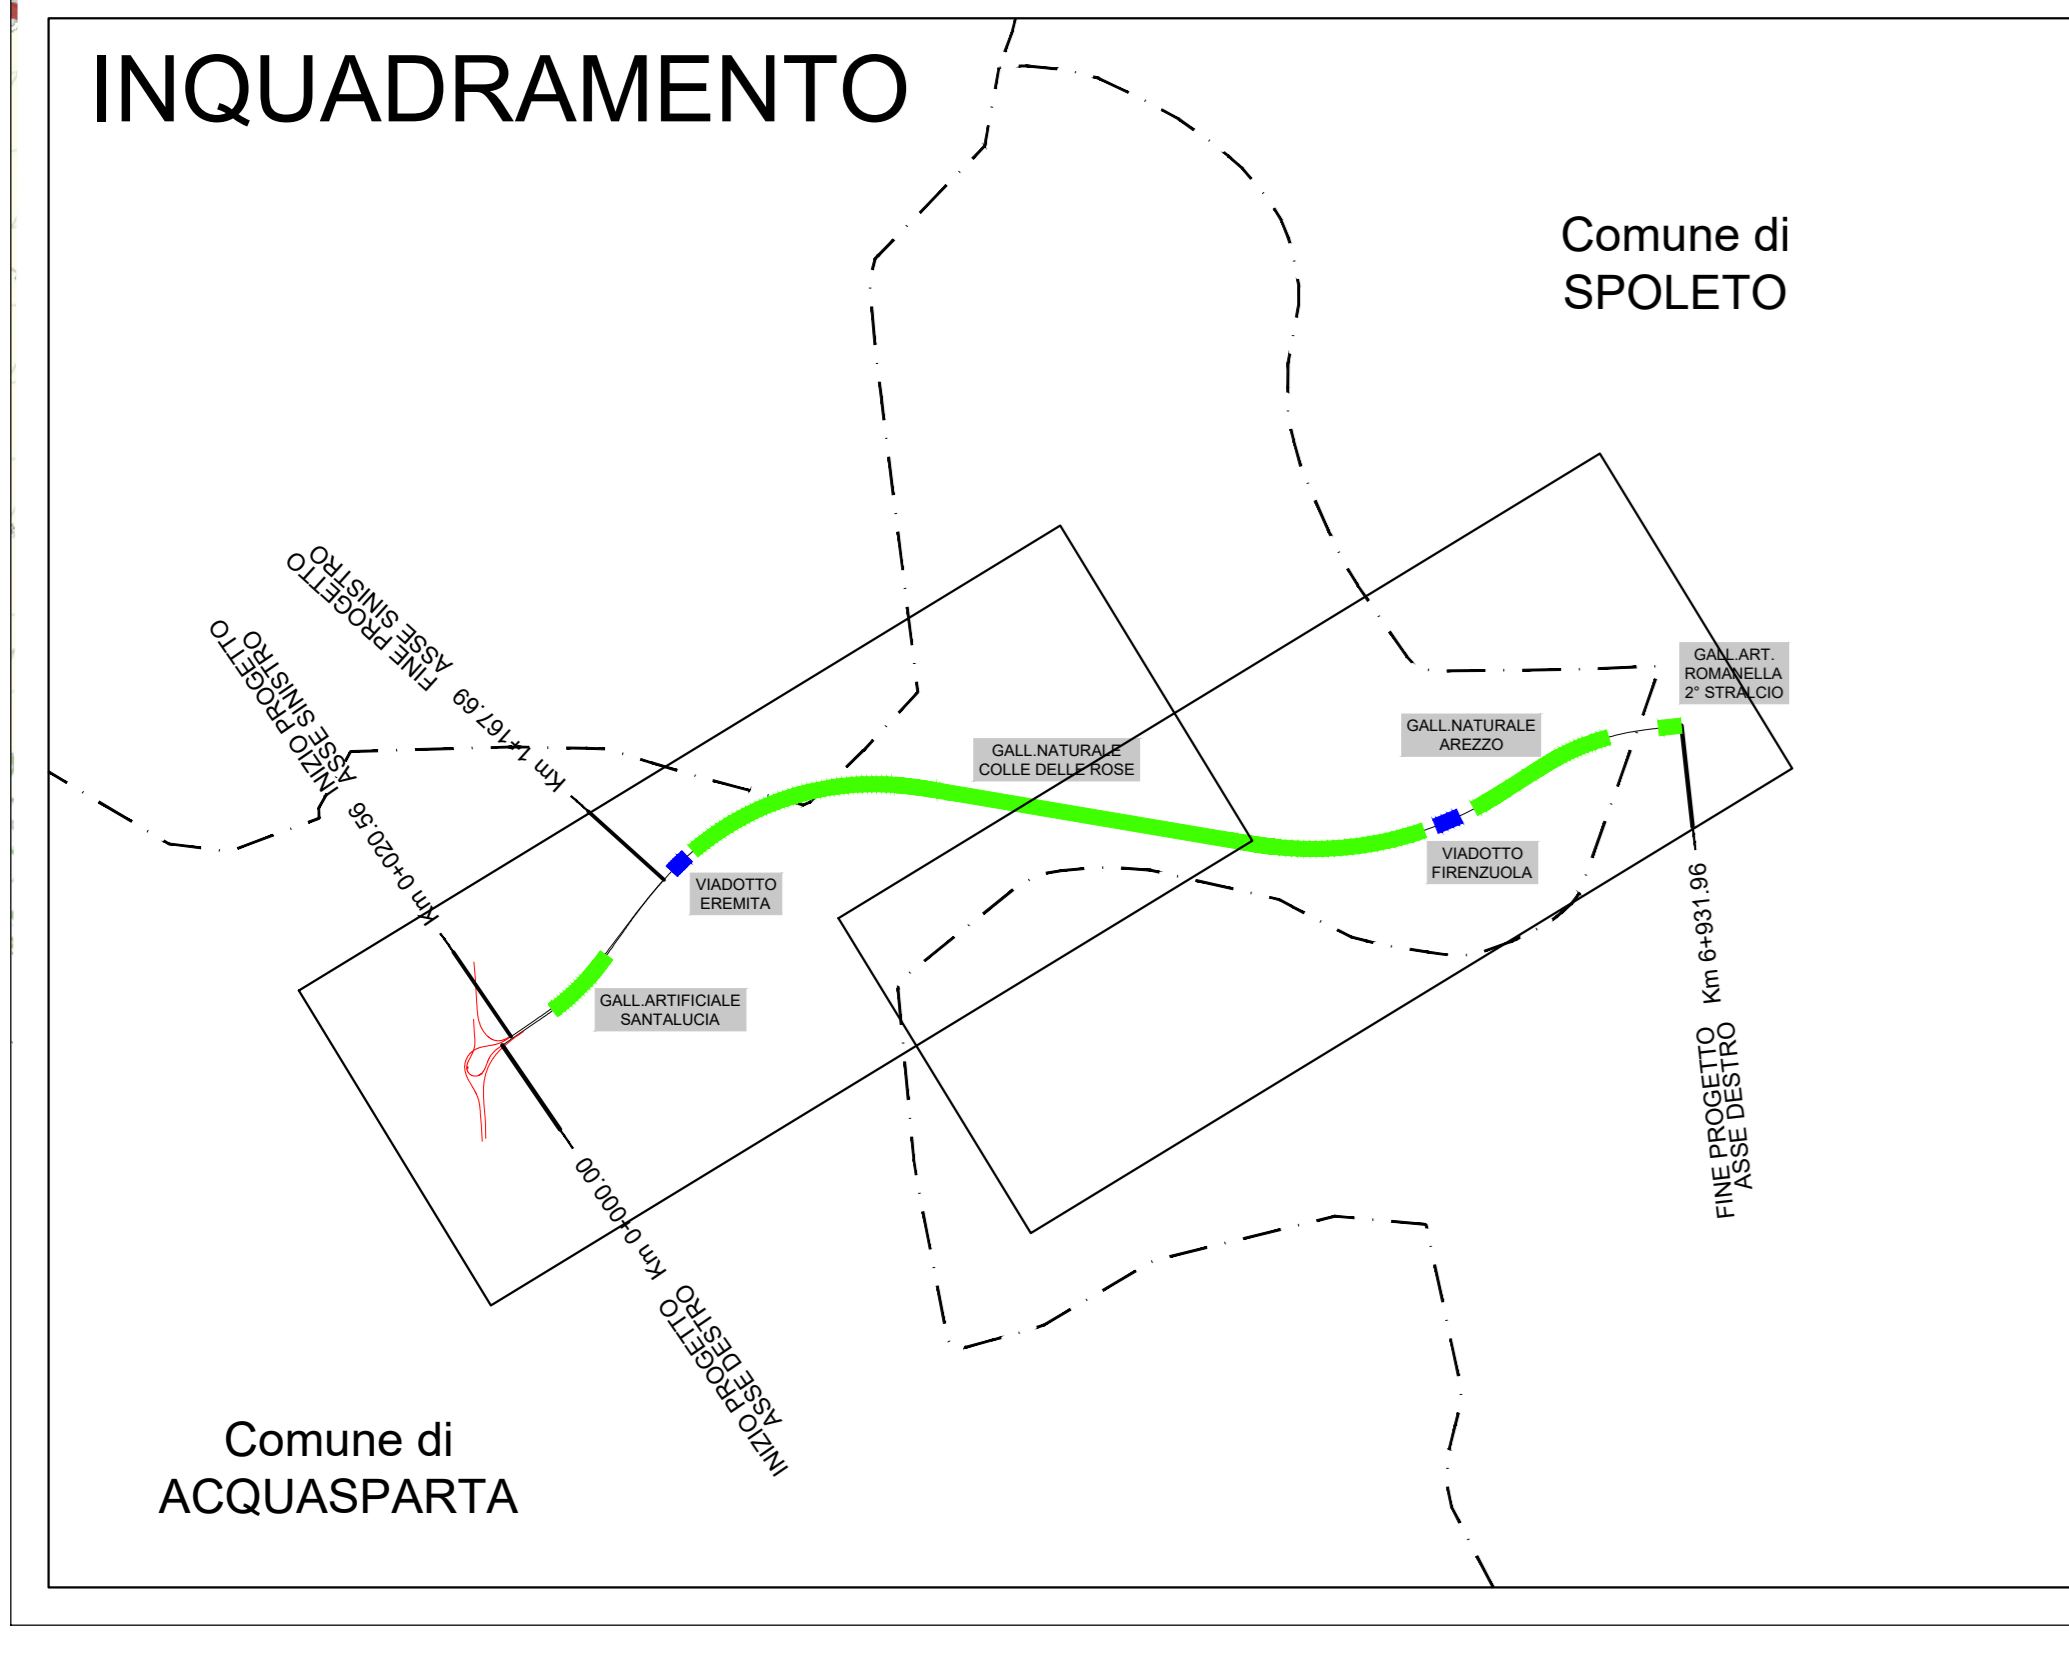 INQUADRAMENTO
Comune di
SPOLETO
FINE PROGETTO Km 1+167.69
ASSE SINISTRO
INIZIO PROGETTO Km 0+020.56
ASSE SINISTRO
GALL.ART.
ROMANELLA
2° STRALCIO
GALL.NATURALE
AREZZO
GALL.NATURALE
COLLE DELLE ROSE
VIADOTTO
FIRENZUOLA
VIADOTTO
EREMITA
GALL.ARTIFICIALE
SANTALUCIA
FINE PROGETTO Km 6+931.96
ASSE DESTRO
Km 0+000.00 INIZIO PROGETTO
ASSE DESTRO
Comune di
ACQUASPARTA